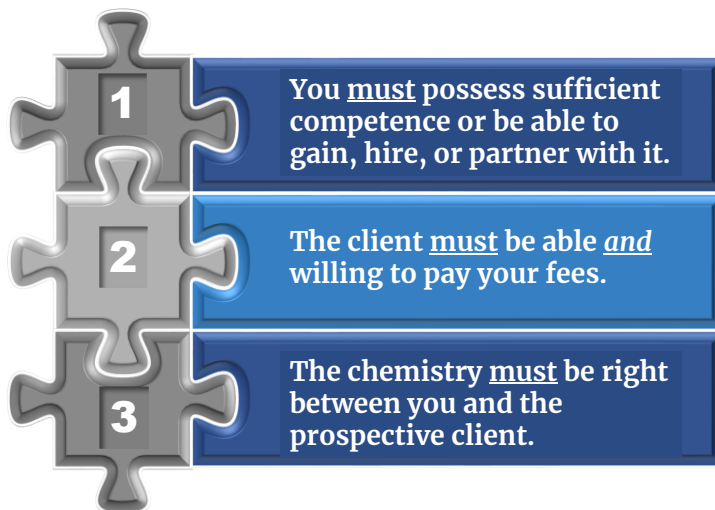 1
You must possess sufficient
competence or be able to
gain, hire, or partner with it.
2
The client must be able and
willing to pay your fees.
3
The chemistry must be right
between you and the
prospective client.